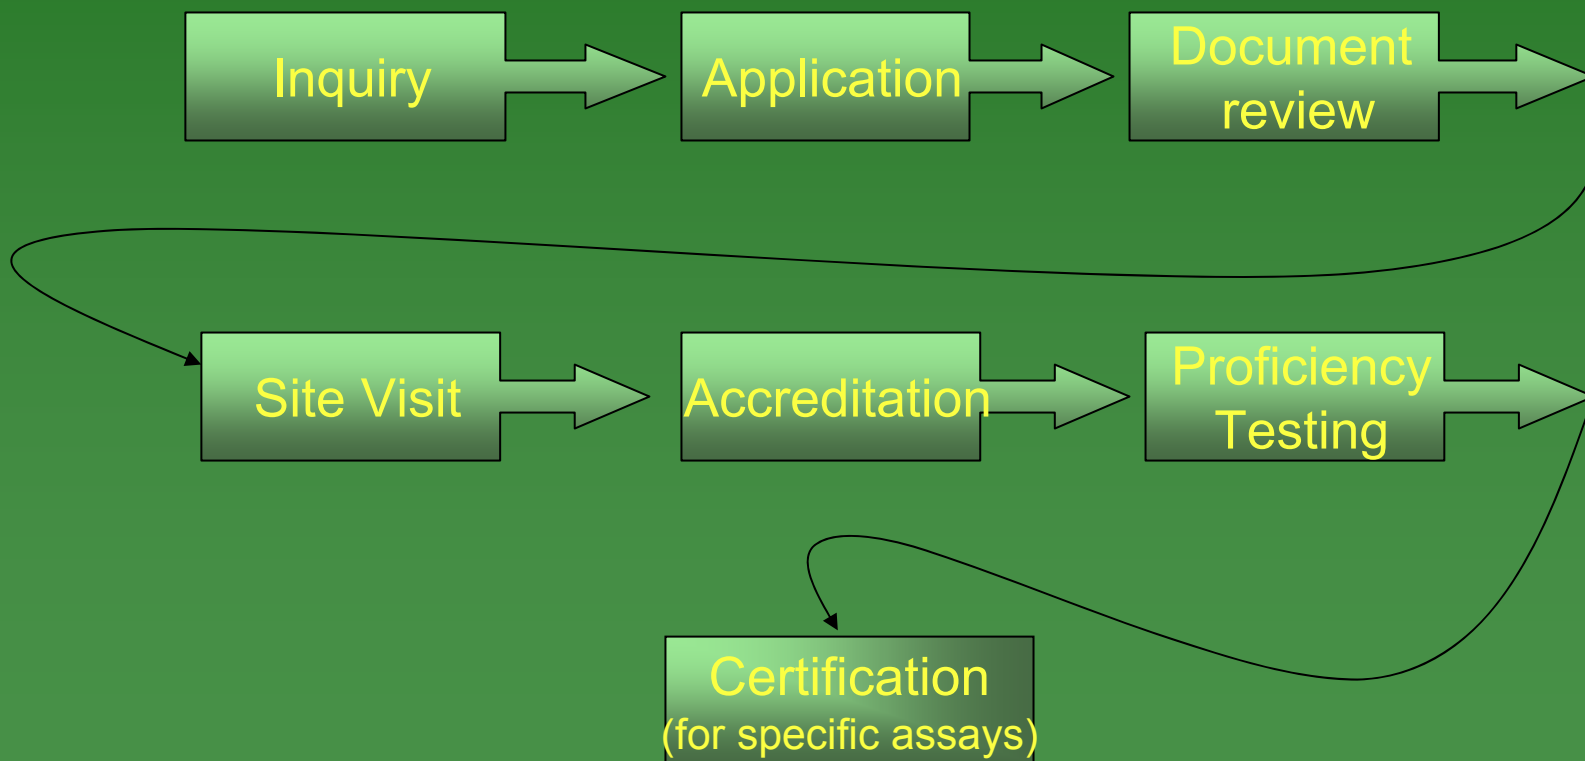 Inquiry
Application
Document
review
Site Visit
Accreditation
Proficiency
Testing
Certification
(for specific assays)